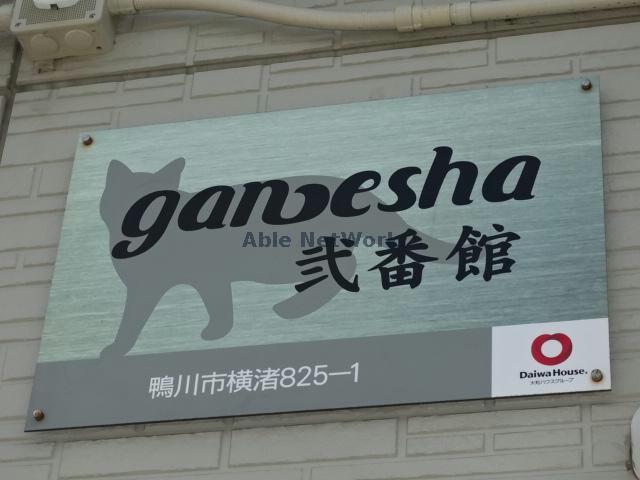 ganesha
Able NetWork
弐番館
鴨川市横渚825-1
Daiwa House®
大和ハウスグループ